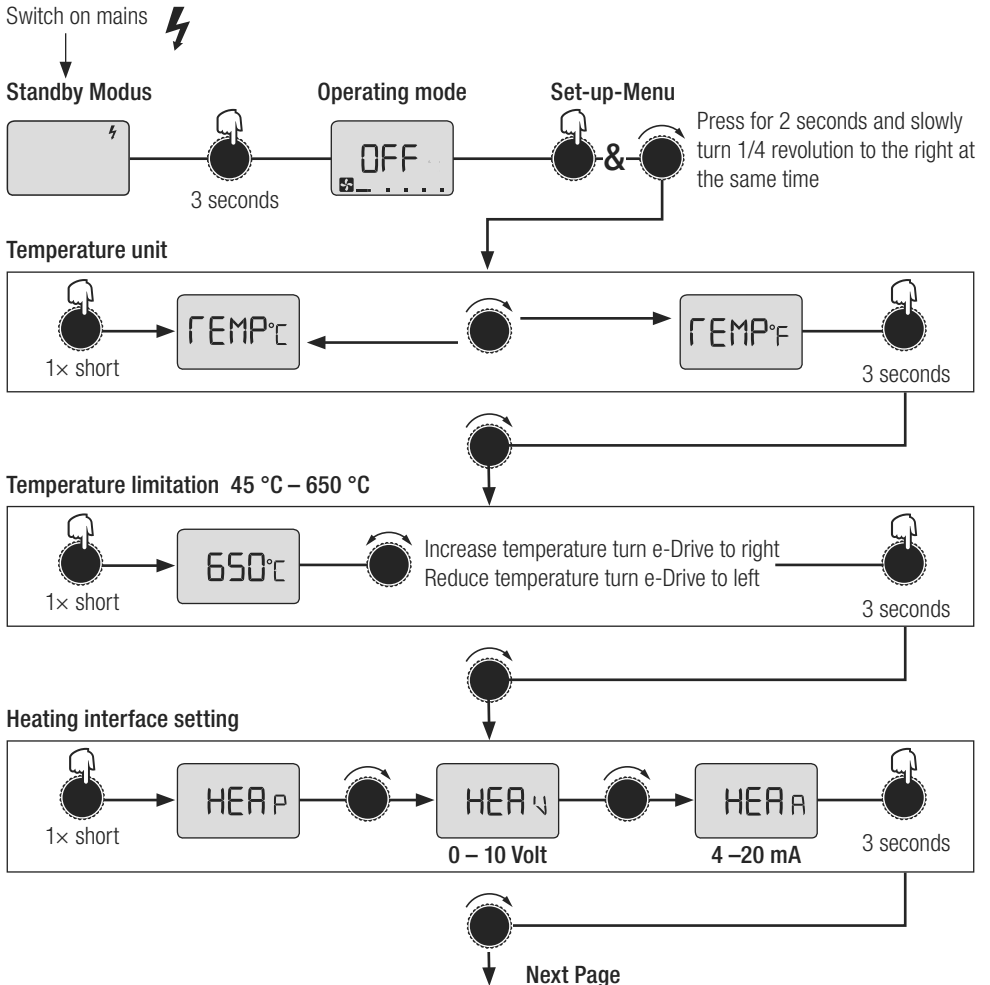 Switch on mains
Standby Modus
Operating mode
Set-up-Menu
OFF
&
Press for 2 seconds and slowly
turn 1/4 revolution to the right at
the same time
3 seconds
Temperature unit
TEMP°C
TEMP°F
1× short
3 seconds
Temperature limitation 45 °C – 650 °C
650°C
Increase temperature turn e-Drive to right
Reduce temperature turn e-Drive to left
1× short
3 seconds
Heating interface setting
HEA P
HEA V
HEA A
1× short
0 – 10 Volt
4 –20 mA
3 seconds
Next Page